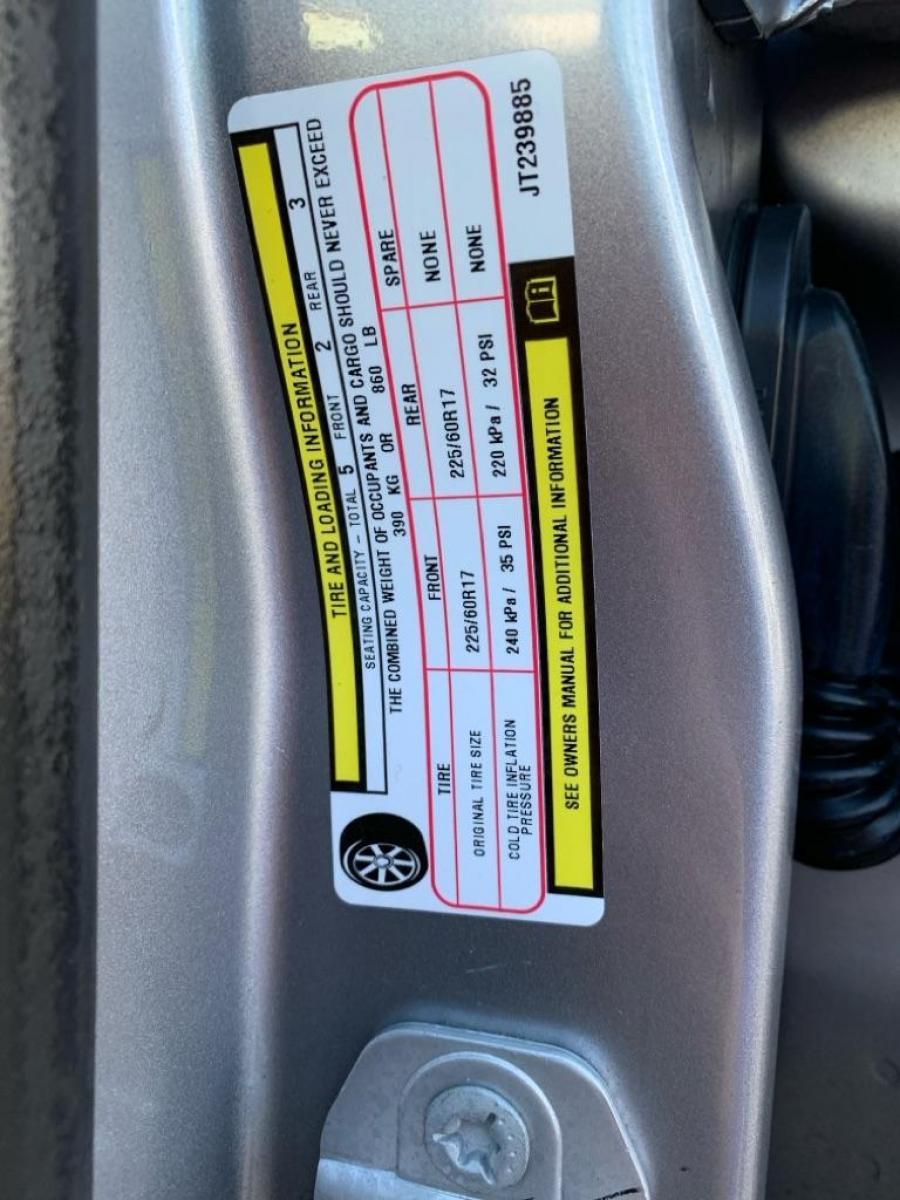 TIRE AND LOADING INFORMATION
SEATING CAPACITY – TOTAL 5 FRONT 2 REAR 3
THE COMBINED WEIGHT OF OCCUPANTS AND CARGO SHOULD NEVER EXCEED
390 KG OR 860 LB
TIRE FRONT REAR SPARE
ORIGINAL TIRE SIZE 225/60R17 225/60R17 NONE
COLD TIRE INFLATION PRESSURE 240 kPa / 35 PSI 220 kPa / 32 PSI NONE
SEE OWNERS MANUAL FOR ADDITIONAL INFORMATION
JT239885